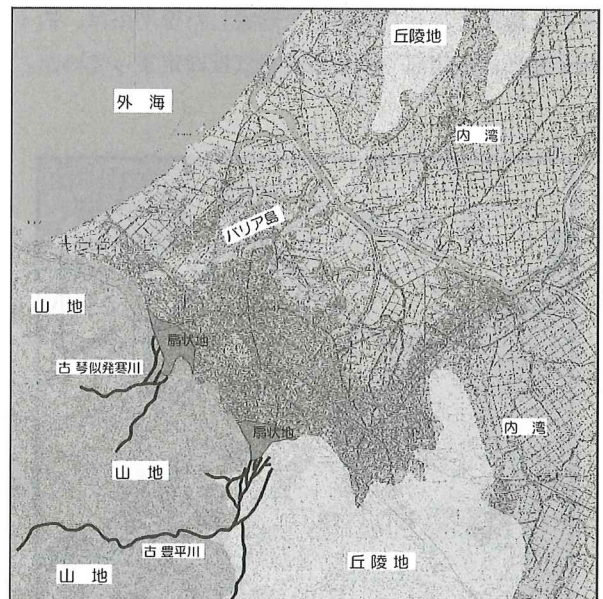 丘陵地
外 海
内 湾
バリア島
山 地
扇状地
古 琴似発寒川
扇状地
内 湾
山 地
古 豊平川
丘 陵 地
山 地